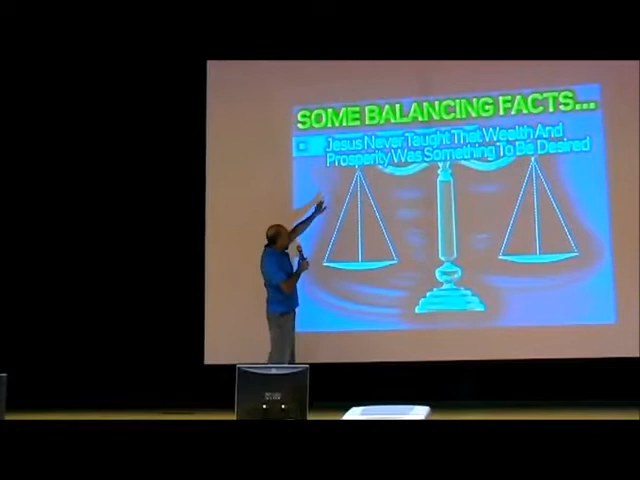 SOME BALANCING FACTS...
Jesus Never Taught That Wealth And
Prosperity Was Something To Be Desired